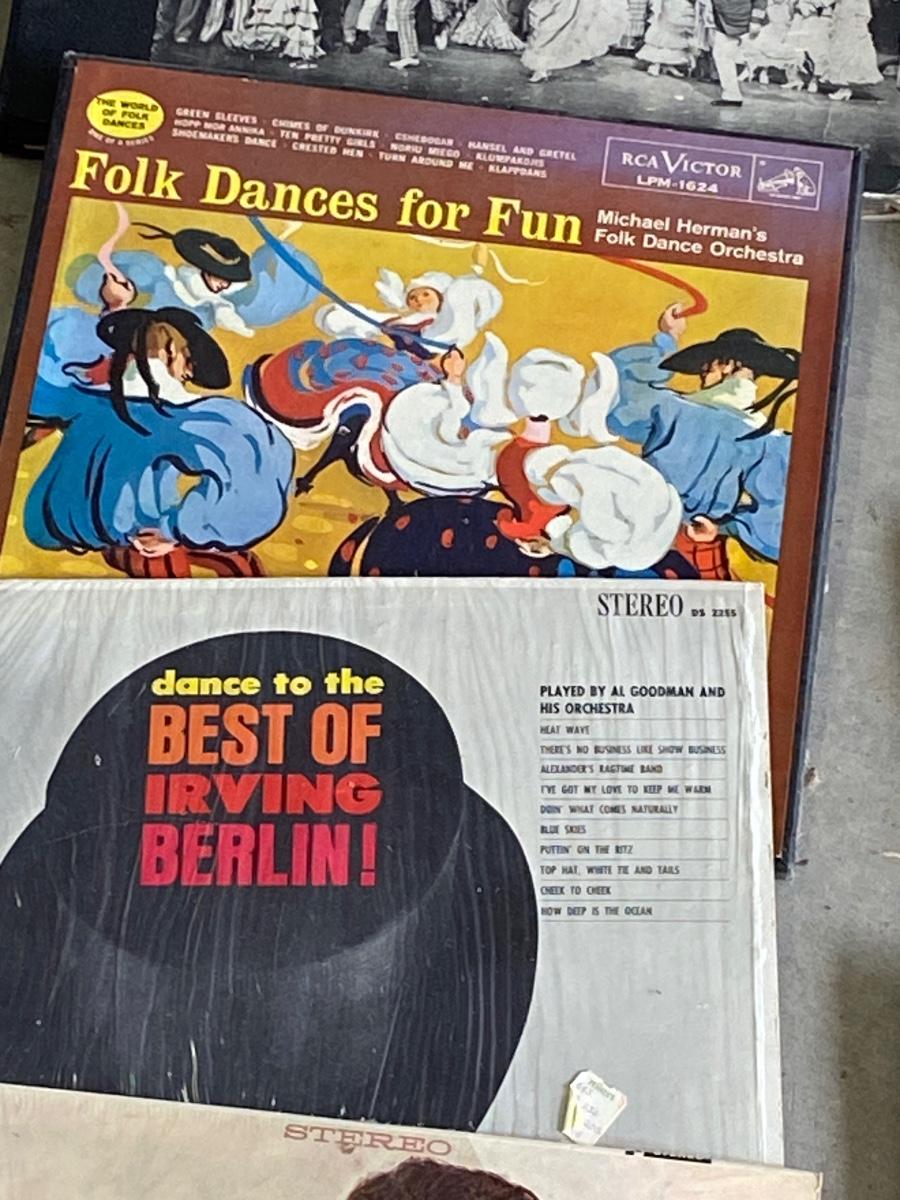 THE WORLD
OF FOLK
DANCES
ONE OF A SERIES
GREEN SLEEVES · CHIMES OF DUNKIRK · CSHEBOGAR · HANSEL AND GRETEL
HOPP MOR ANNIKA · TEN PRETTY GIRLS · NORIU MIEGO · KLUMPAKOJIS
SHOEMAKER'S DANCE · CRESTED HEN · TURN AROUND ME · KLAPPDANS
RCA VICTOR
LPM-1624
Folk Dances for Fun
Michael Herman's
Folk Dance Orchestra
STEREO DS 2255
dance to the
BEST OF
IRVING
BERLIN!
PLAYED BY AL GOODMAN AND
HIS ORCHESTRA
HEAT WAVE
THERE'S NO BUSINESS LIKE SHOW BUSINESS
ALEXANDER'S RAGTIME BAND
I'VE GOT MY LOVE TO KEEP ME WARM
DOIN' WHAT COMES NATURALLY
BLUE SKIES
PUTTIN' ON THE RITZ
TOP HAT, WHITE TIE AND TAILS
CHEEK TO CHEEK
HOW DEEP IS THE OCEAN
STEREO